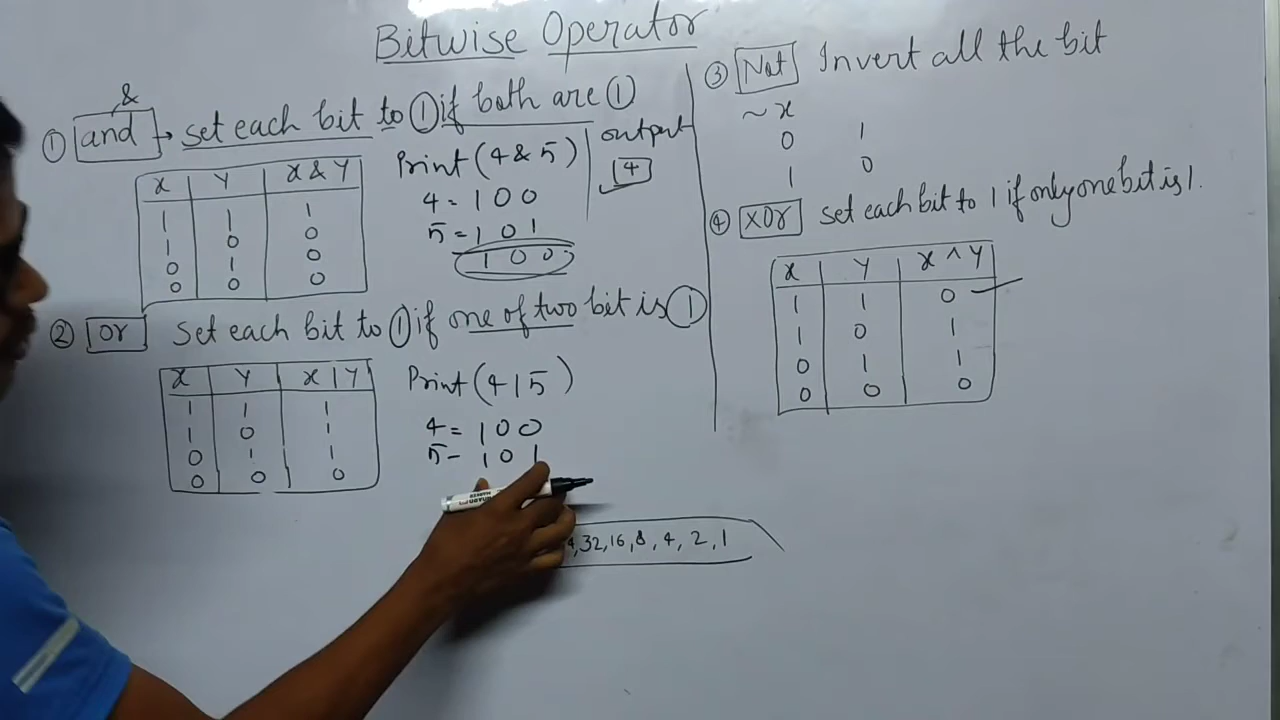 Bitwise Operator
&
① and → set each bit to ① if both are ①
X Y X & Y
1 1 1
1 0 0
0 1 0
0 0 0
Print (4 & 5)
4 = 1 0 0
5 = 1 0 1
1 0 0
output
4
② or Set each bit to ① if one of two bit is ①
X Y X | Y
1 1 1
1 0 1
0 1 1
0 0 0
Print (4 | 5)
4 = 1 0 0
5 - 1 0 1
4, 32, 16, 8, 4, 2, 1
③ Not Invert all the bit
~ x
0 1
1 0
④ XOr Set each bit to 1 if only one bit is 1.
X Y X ^ Y
1 1 0
1 0 1
0 1 1
0 0 0